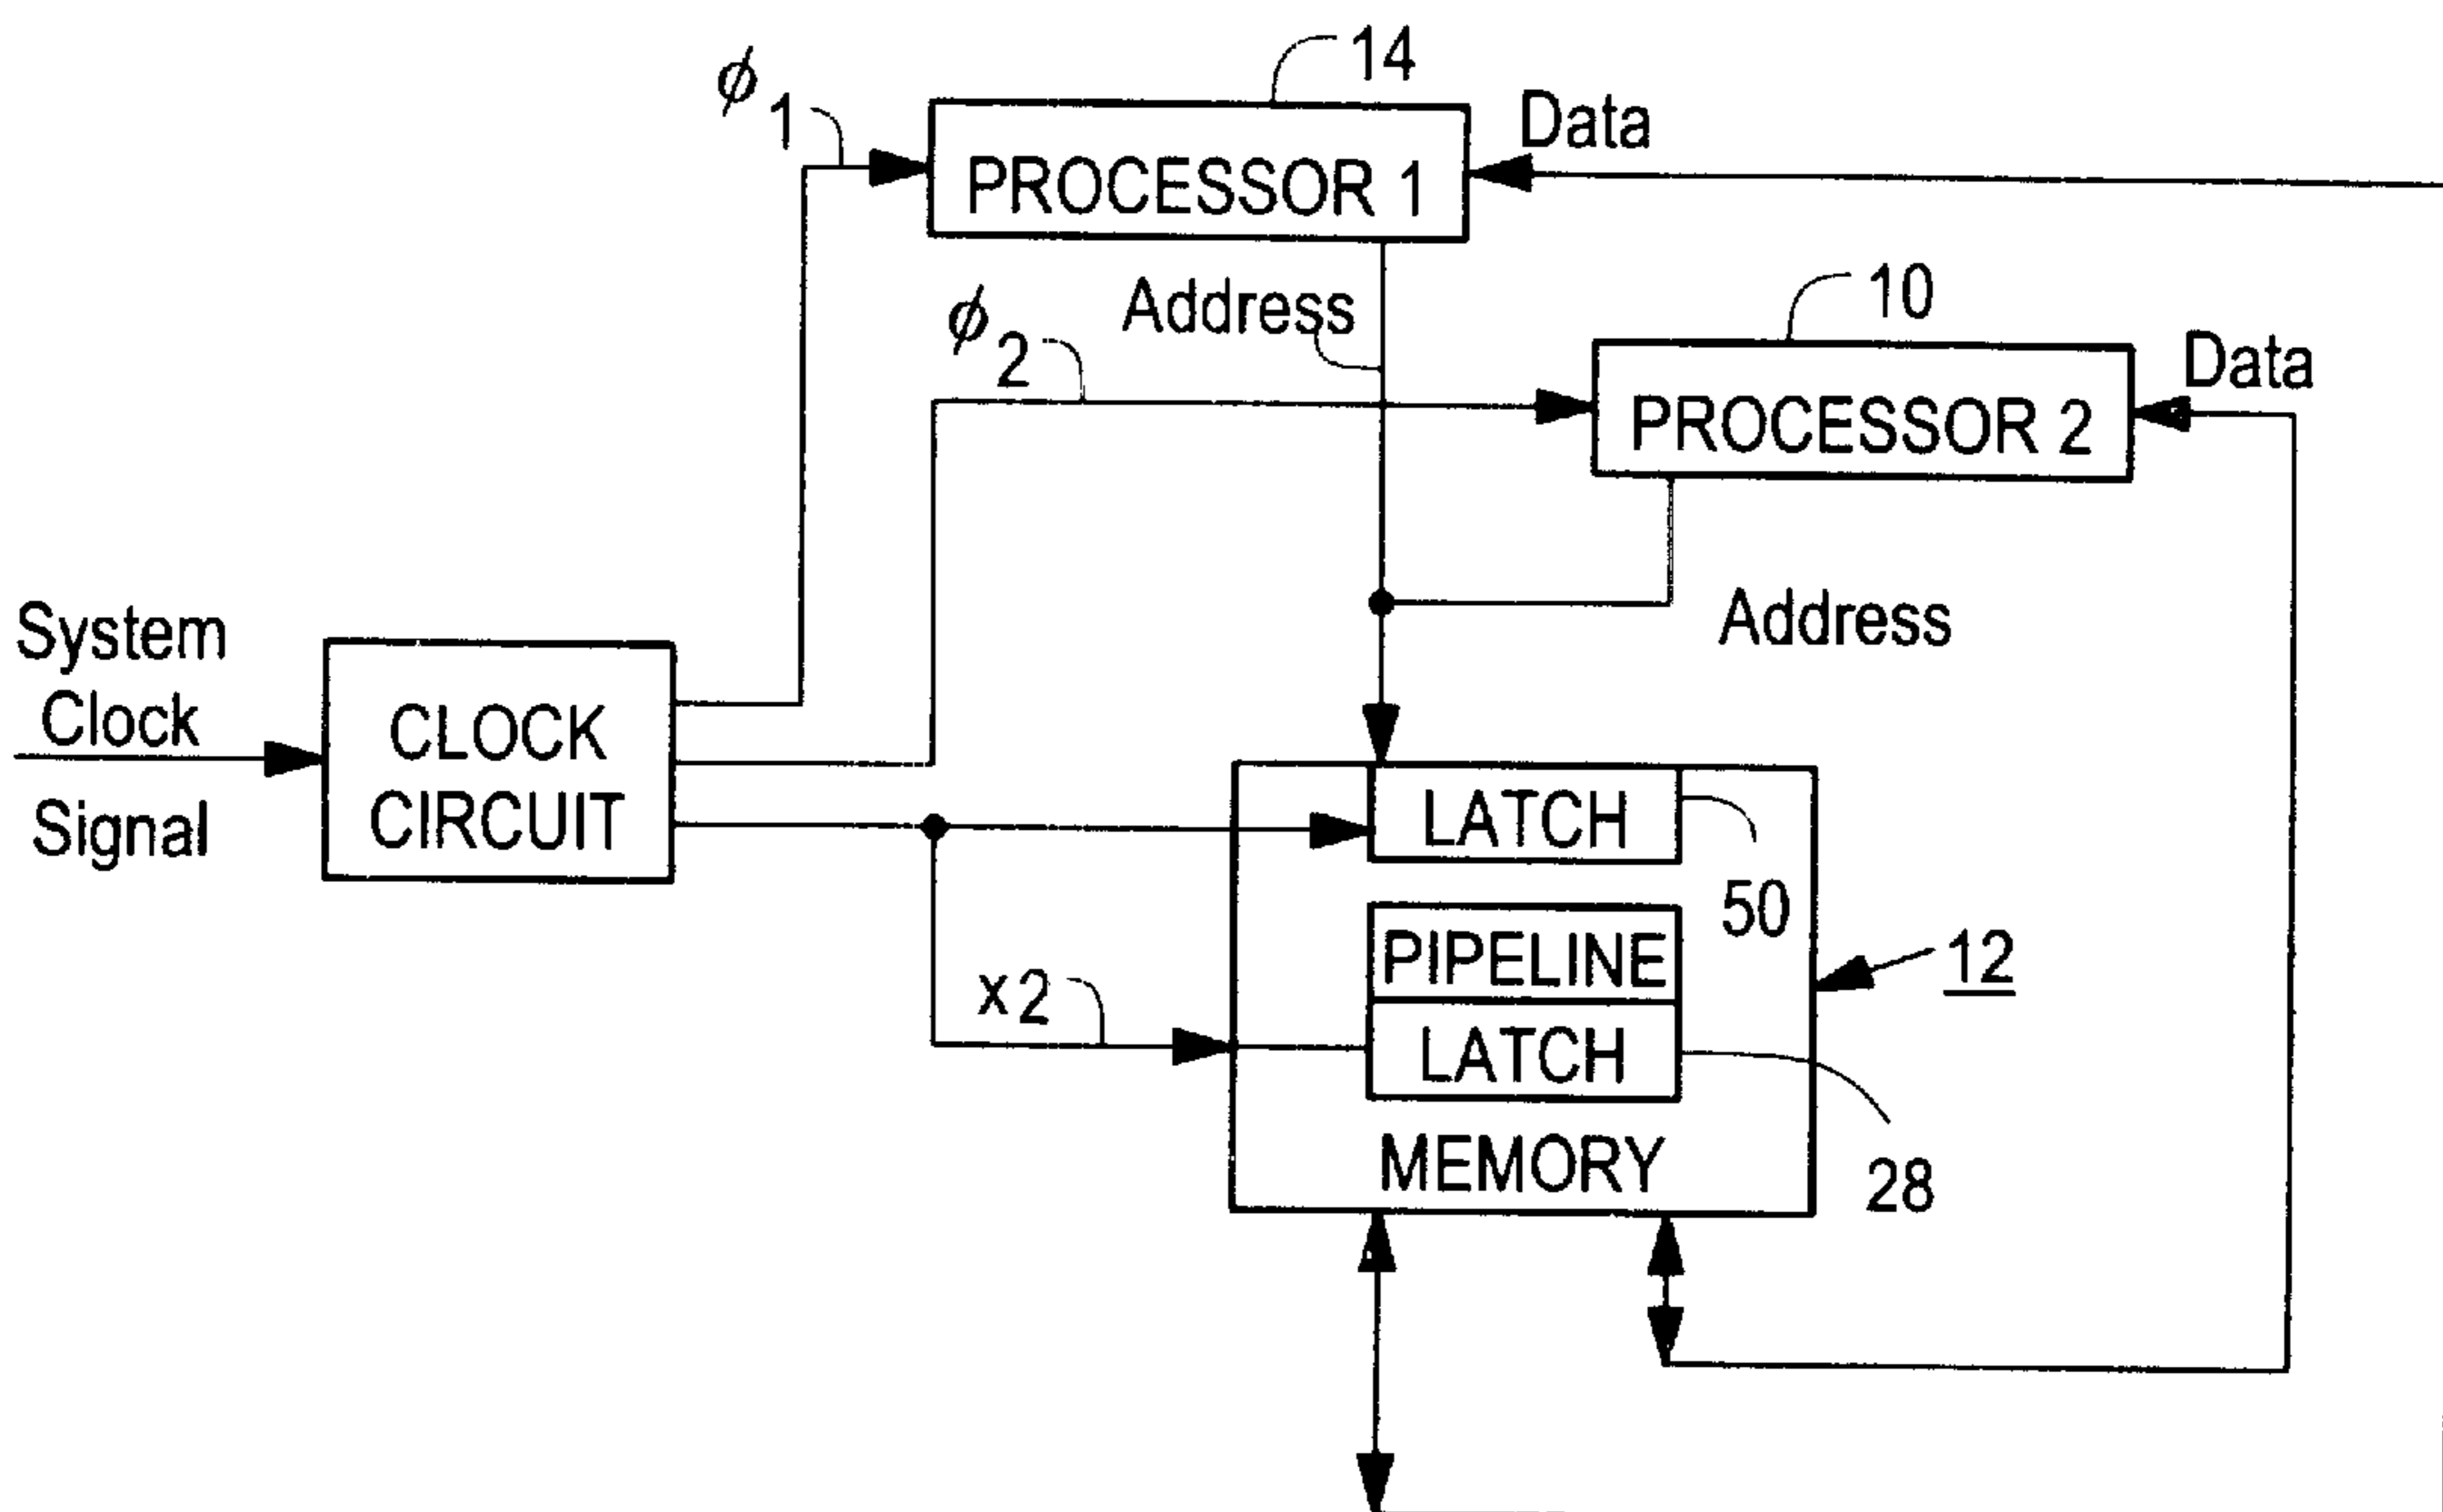 14
ϕ1
Data
PROCESSOR 1
10
Address
ϕ2
Data
PROCESSOR 2
System
Clock
Signal
Address
CLOCK
CIRCUIT
LATCH
50
PIPELINE
12
x2
LATCH
MEMORY
28